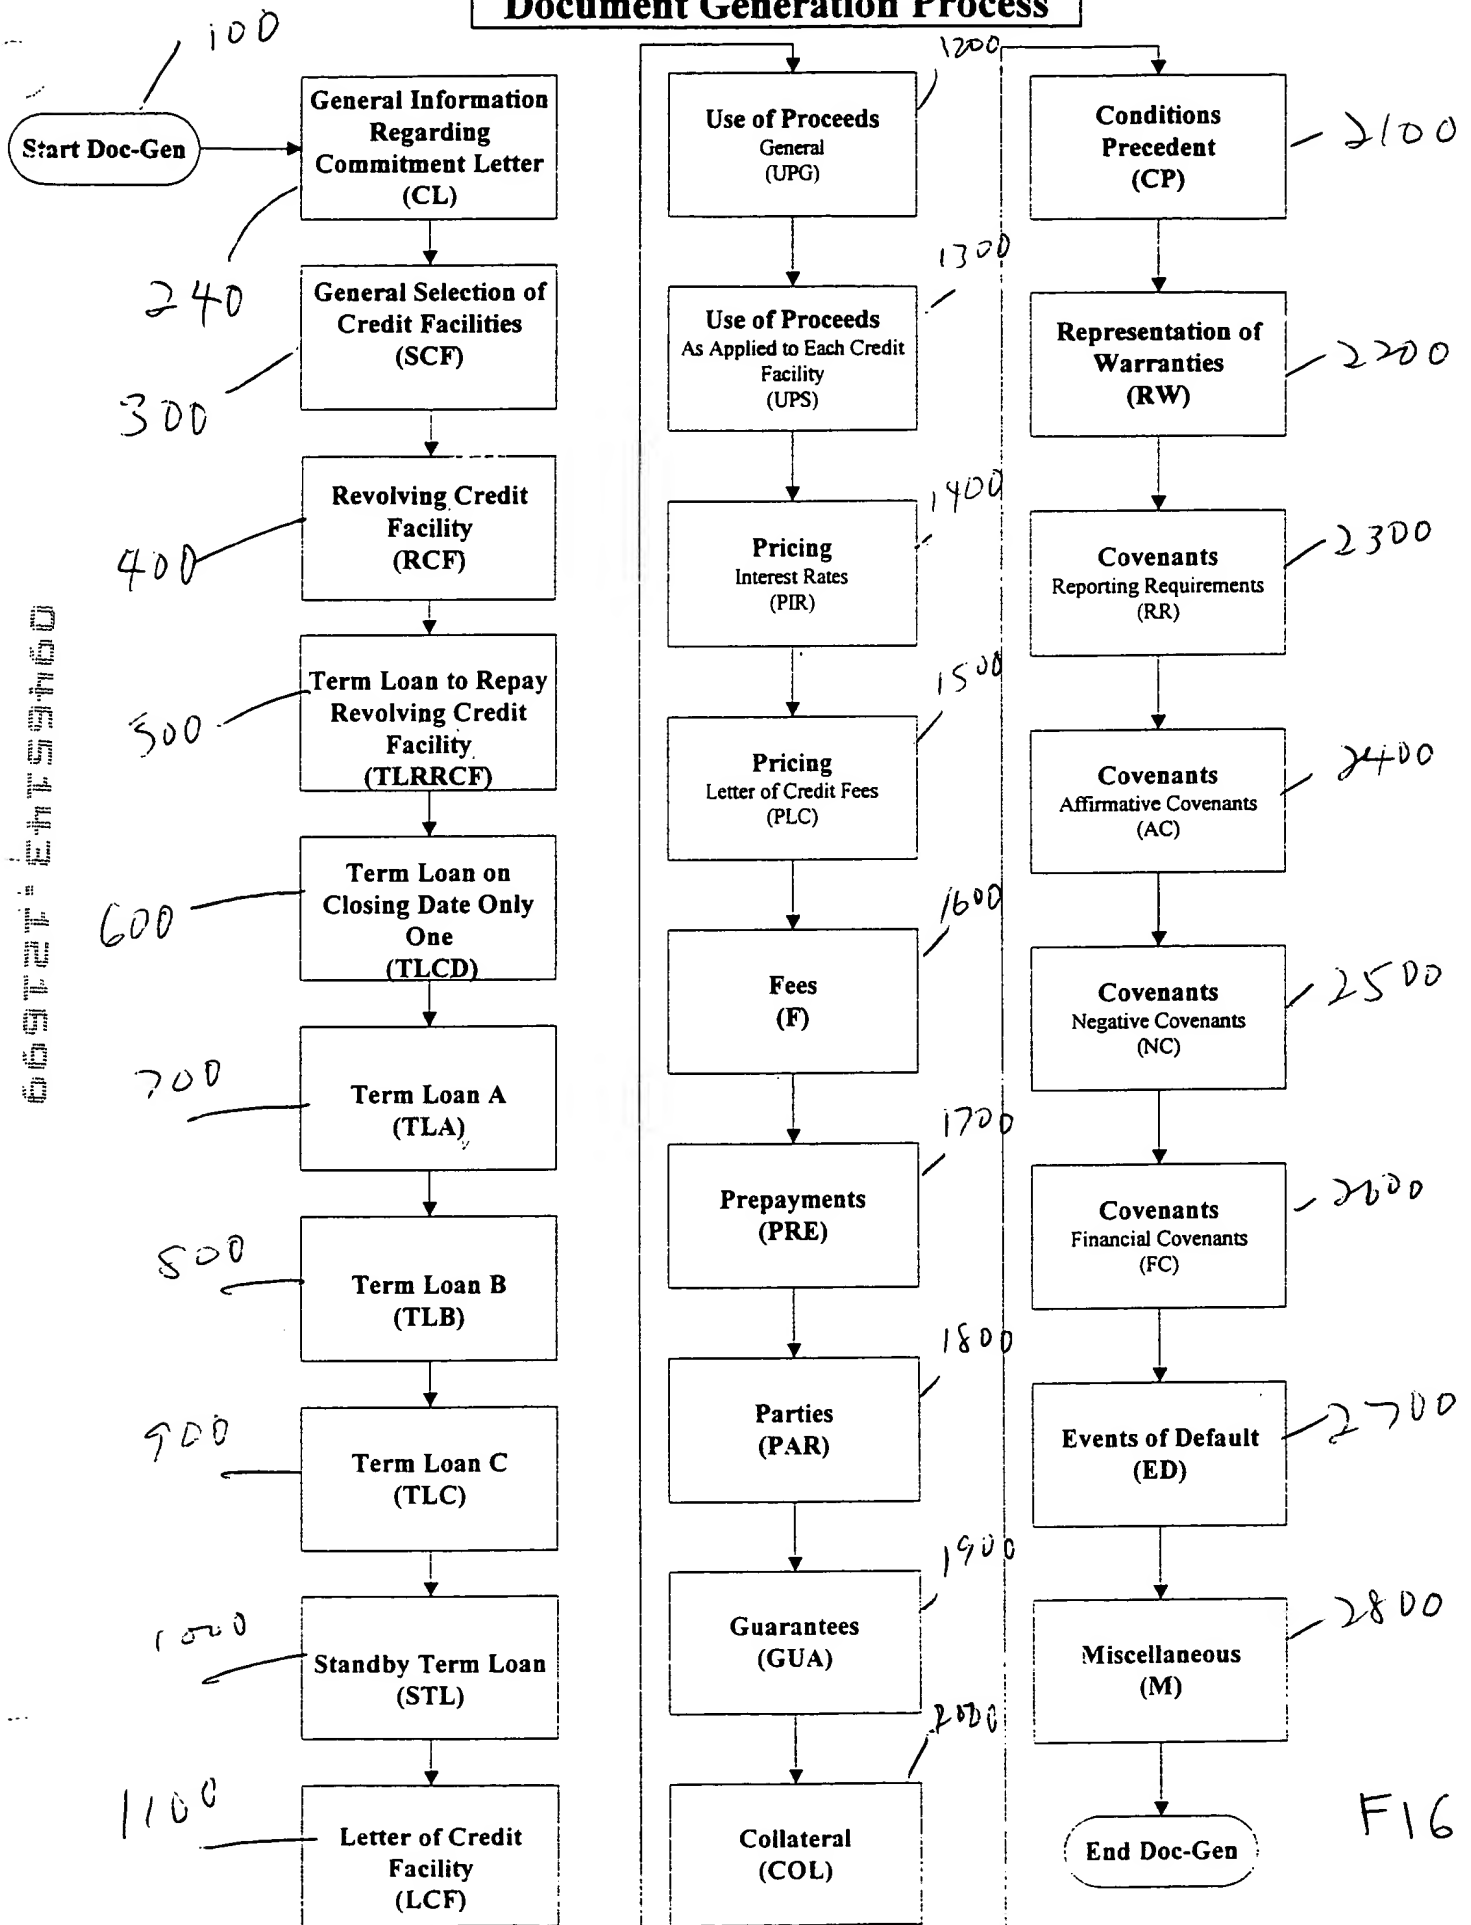 Document Generation Process
100
Start Doc-Gen
General Information
Regarding
Commitment Letter
(CL)
240
General Selection of
Credit Facilities
(SCF)
300
Revolving Credit
Facility
(RCF)
400
Term Loan to Repay
Revolving Credit
Facility
(TLRRCF)
500
Term Loan on
Closing Date Only
One
(TLCD)
600
Term Loan A
(TLA)
700
Term Loan B
(TLB)
800
Term Loan C
(TLC)
900
Standby Term Loan
(STL)
1000
Letter of Credit
Facility
(LCF)
1100
Use of Proceeds
General
(UPG)
1200
Use of Proceeds
As Applied to Each Credit
Facility
(UPS)
1300
Pricing
Interest Rates
(PIR)
1400
Pricing
Letter of Credit Fees
(PLC)
1500
Fees
(F)
1600
Prepayments
(PRE)
1700
Parties
(PAR)
1800
Guarantees
(GUA)
1900
Collateral
(COL)
2000
Conditions
Precedent
(CP)
2100
Representation of
Warranties
(RW)
2200
Covenants
Reporting Requirements
(RR)
2300
Covenants
Affirmative Covenants
(AC)
2400
Covenants
Negative Covenants
(NC)
2500
Covenants
Financial Covenants
(FC)
2600
Events of Default
(ED)
2700
Miscellaneous
(M)
2800
End Doc-Gen
FIG
09465143.121699